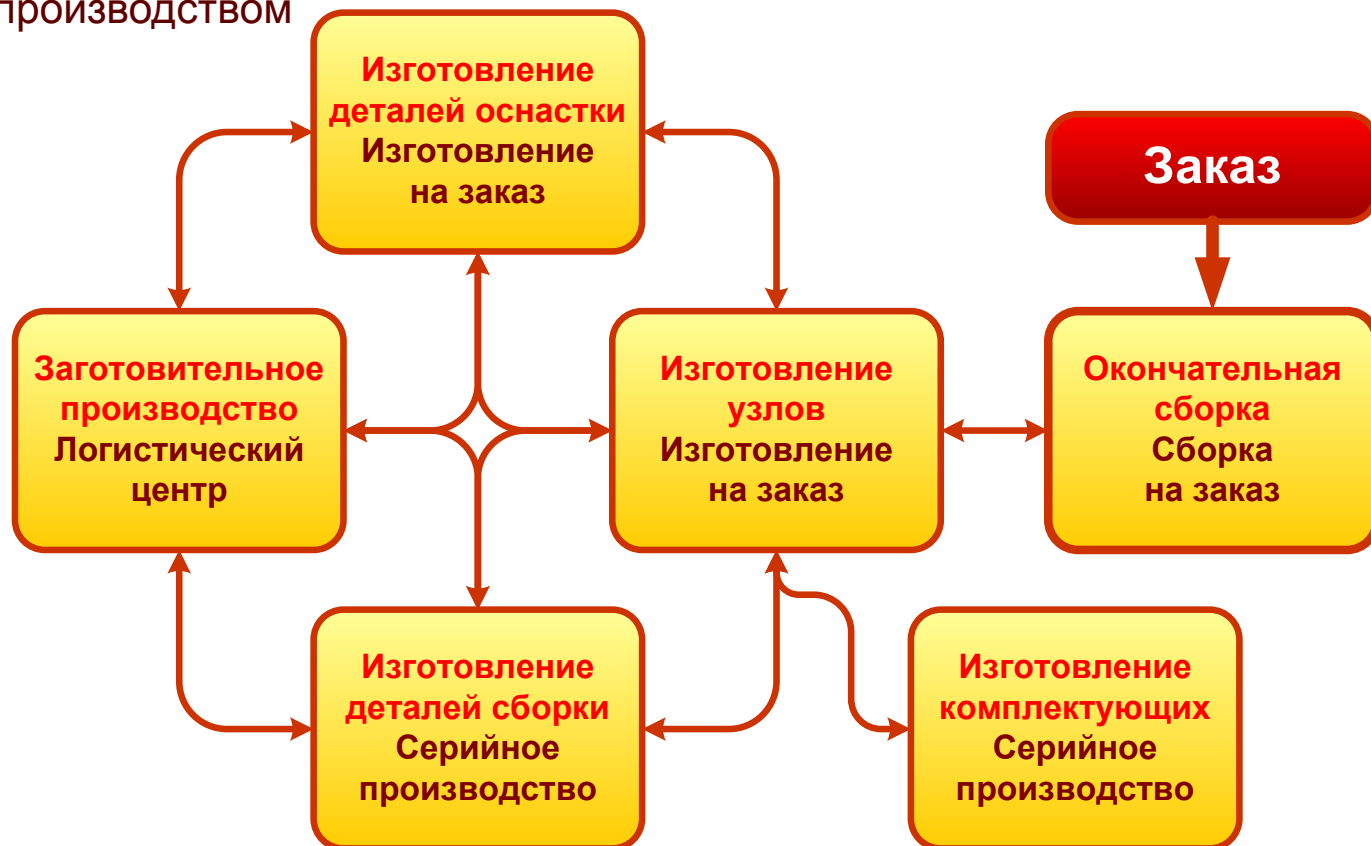 производством
Изготовление
деталей оснастки
Изготовление
на заказ
Заказ
Заготовительное
производство
Логистический
центр
Изготовление
узлов
Изготовление
на заказ
Окончательная
сборка
Сборка
на заказ
Изготовление
деталей сборки
Серийное
производство
Изготовление
комплектующих
Серийное
производство